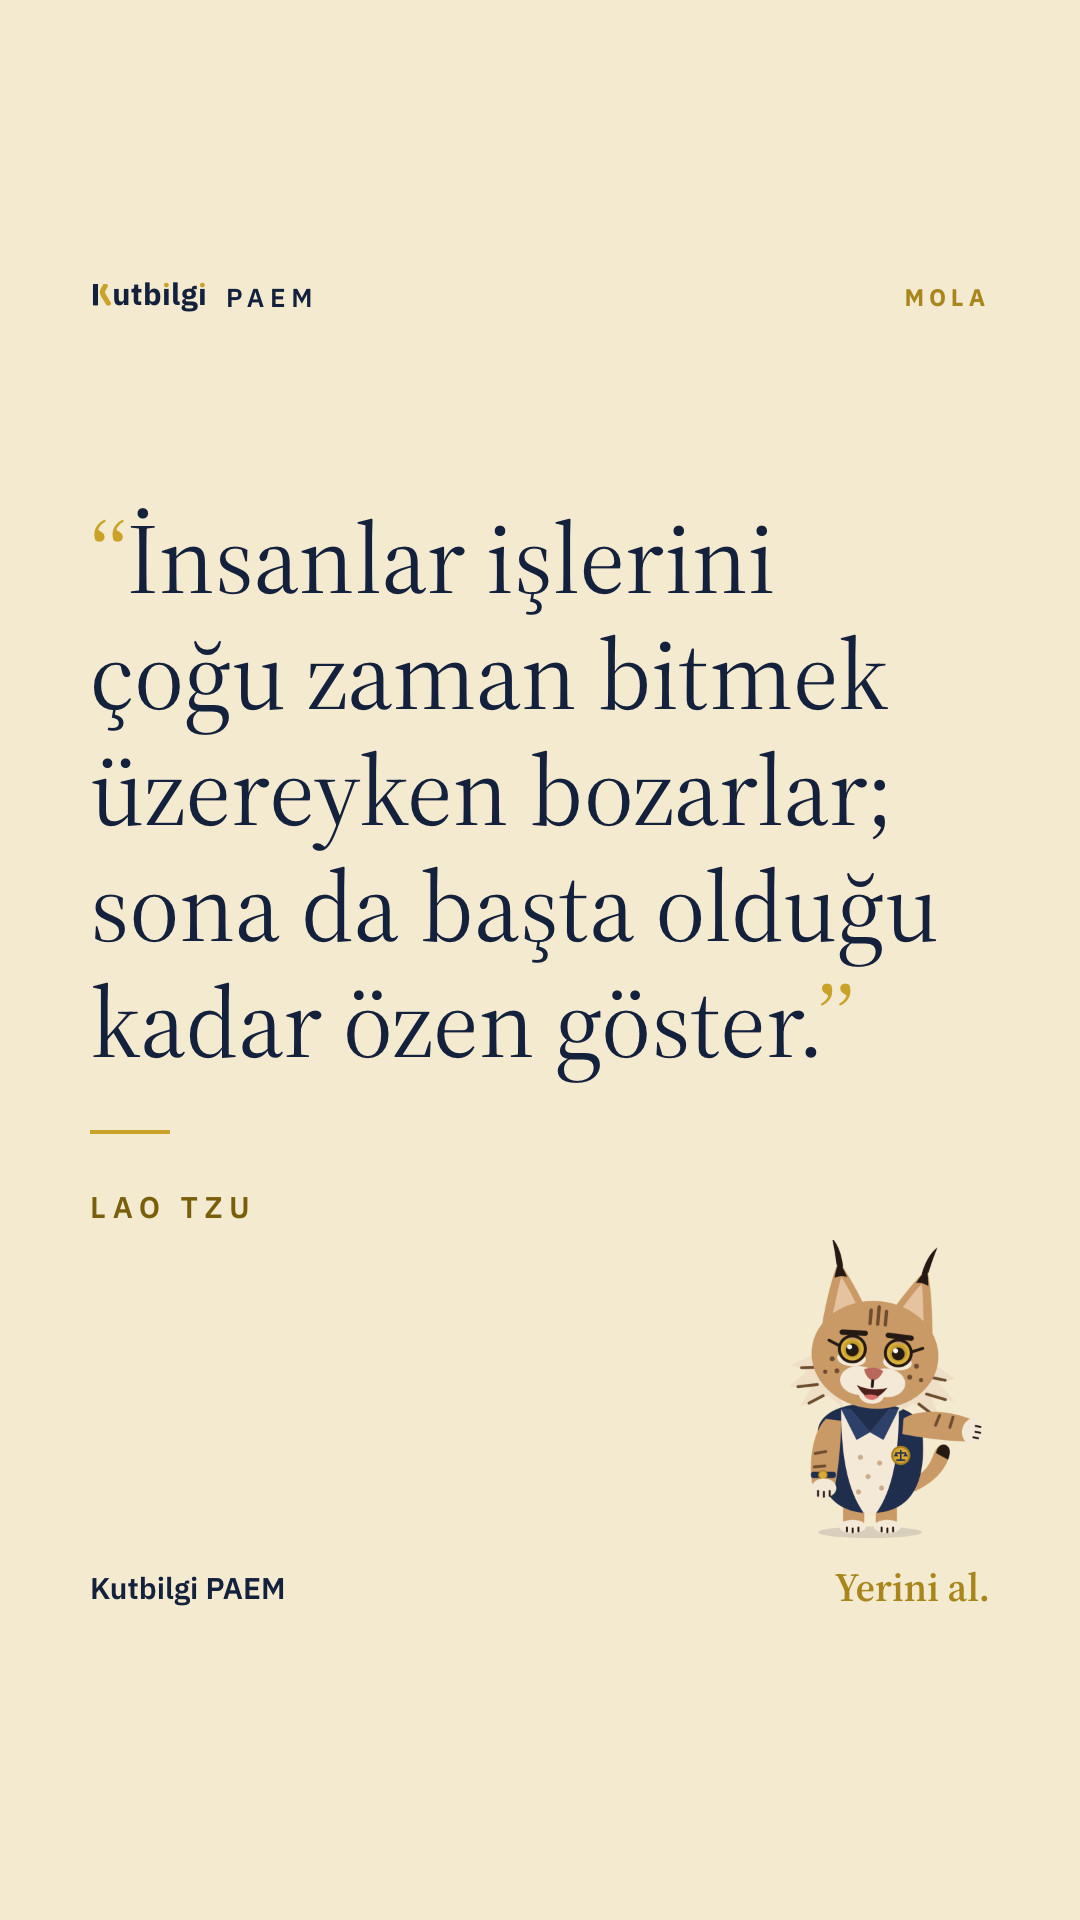 Kutbilgi PAEM
MOLA
“İnsanlar işlerini
çoğu zaman bitmek
üzereyken bozarlar;
sona da başta olduğu
kadar özen göster.”
LAO TZU
Kutbilgi PAEM
Yerini al.